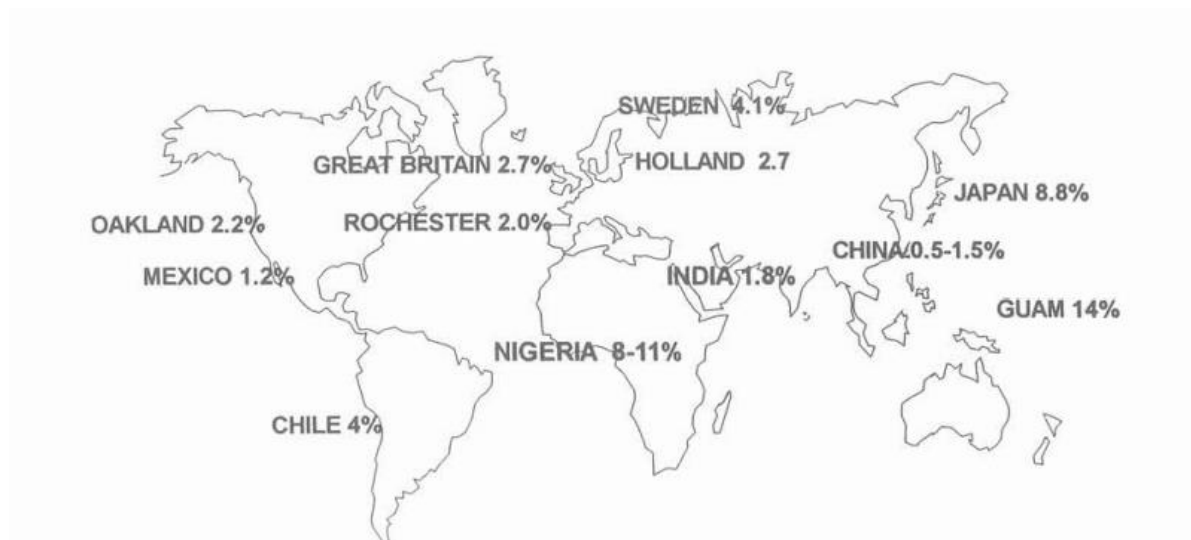 SWEDEN 4.1%
GREAT BRITAIN 2.7%
HOLLAND 2.7
JAPAN 8.8%
OAKLAND 2.2%
ROCHESTER 2.0%
CHINA 0.5-1.5%
MEXICO 1.2%
INDIA 1.8%
GUAM 14%
NIGERIA 8-11%
CHILE 4%